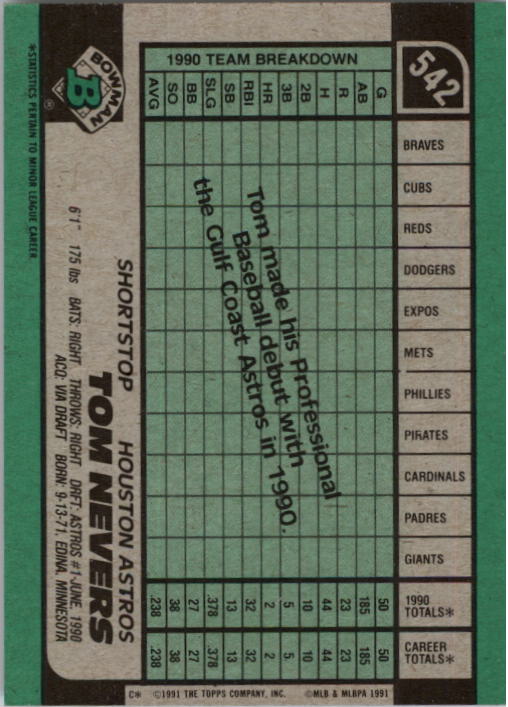 542
1990 TEAM BREAKDOWN
G AB R H 2B 3B HR RBI SB SLG BB SO AVG
BRAVES
CUBS
REDS
DODGERS
EXPOS
METS
PHILLIES
PIRATES
CARDINALS
PADRES
GIANTS
1990 TOTALS* 50 185 23 44 10 5 2 32 13 .378 27 38 .238
CAREER TOTALS* 50 185 23 44 10 5 2 32 13 .378 27 38 .238
Tom made his Professional
Baseball debut with
the Gulf Coast Astros in 1990.
BOWMAN
B
®
SHORTSTOP HOUSTON ASTROS
TOM NEVERS
6'1" 175 lbs BATS: RIGHT THROWS: RIGHT DRFT: ASTROS #1-JUNE, 1990
ACQ: VIA DRAFT BORN: 9-13-71, EDINA, MINNESOTA
*STATISTICS PERTAIN TO MINOR LEAGUE CAREER.
C* ©1991 THE TOPPS COMPANY, INC. ©MLB & MLBPA 1991